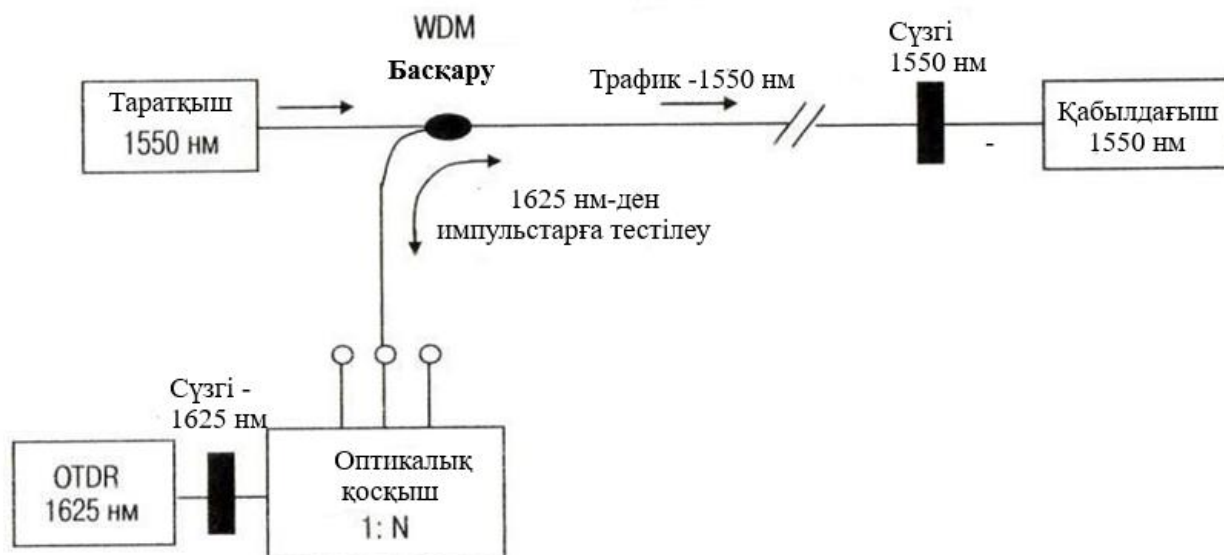 WDM
Басқару
Таратқыш
1550 нм
Трафик -1550 нм
Сүзгі
1550 нм
Қабылдағыш
1550 нм
-
1625 нм-ден
импульстарға тестілеу
Сүзгі -
1625 нм
OTDR
1625 нм
Оптикалық
қосқыш
1: N